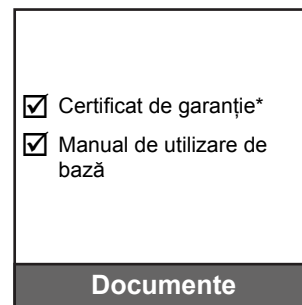 ☑ Certificat de garanție*
☑ Manual de utilizare de
bază
Documente